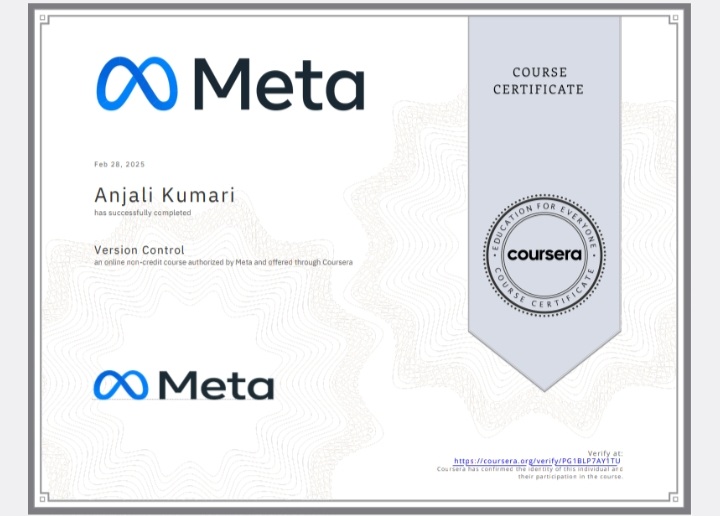 Meta
COURSE
CERTIFICATE
Feb 28, 2025
Anjali Kumari
has successfully completed
Version Control
an online non-credit course authorized by Meta and offered through Coursera
EDUCATION FOR EVERYONE
coursera
COURSE CERTIFICATE
Meta
Verify at:
https://coursera.org/verify/PG1BLP7AY1TU
Coursera has confirmed the identity of this individual and
their participation in the course.